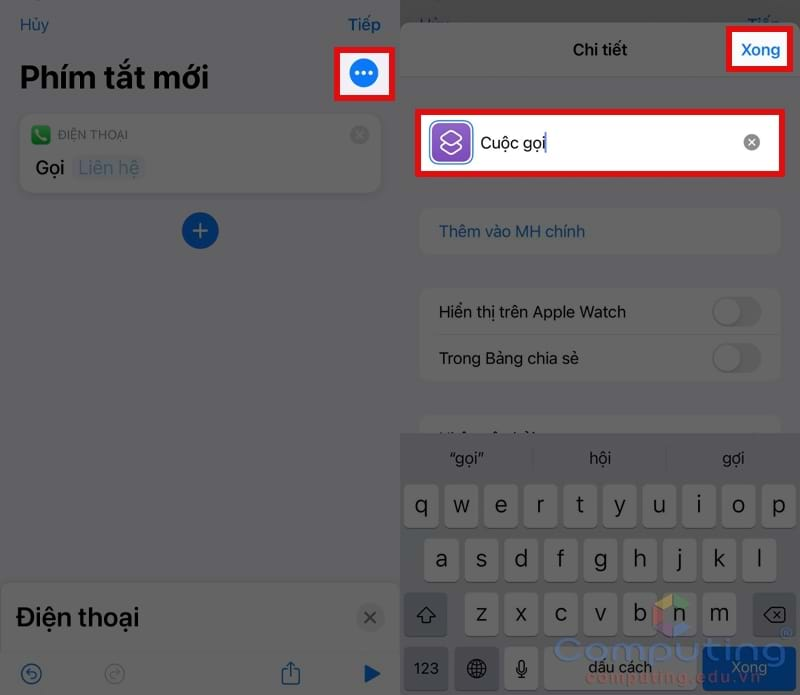 Hủy
Tiếp
Phím tắt mới
ĐIỆN THOẠI
Gọi Liên hệ
Điện thoại
Tiếp
Chi tiết
Xong
Cuộc gọi
Thêm vào MH chính
Hiển thị trên Apple Watch
Trong Bảng chia sẻ
“gọi” hội gợi
q w e r t y u i o p
a s d f g h j k l
z x c v b n m
123 dấu cách Xong
Computing
computing.edu.vn